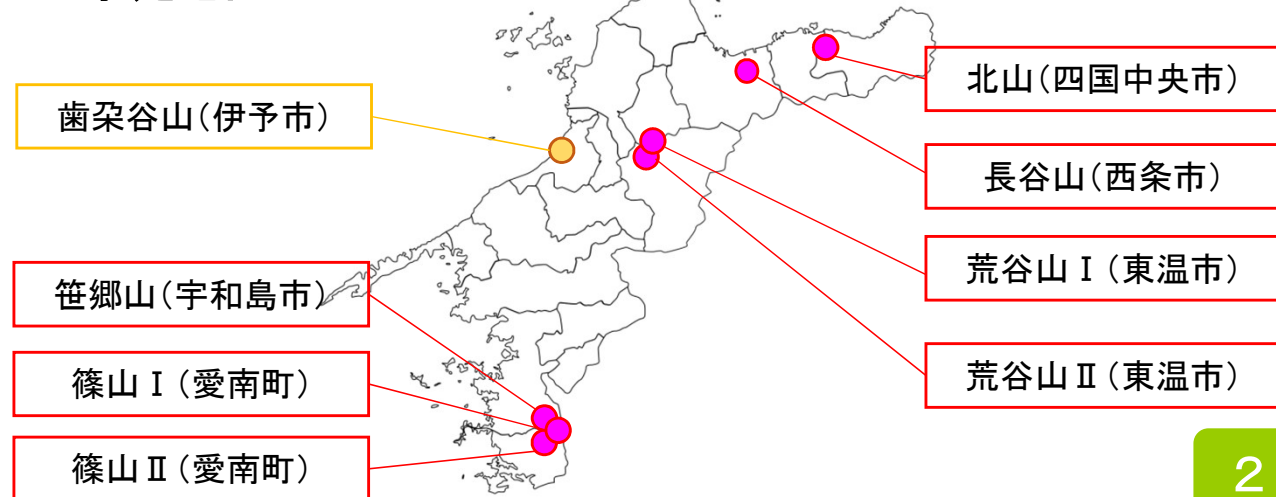 歯朶谷山(伊予市)
笹郷山(宇和島市)
篠山Ⅰ(愛南町)
篠山Ⅱ(愛南町)
北山(四国中央市)
長谷山(西条市)
荒谷山Ⅰ(東温市)
荒谷山Ⅱ(東温市)
2